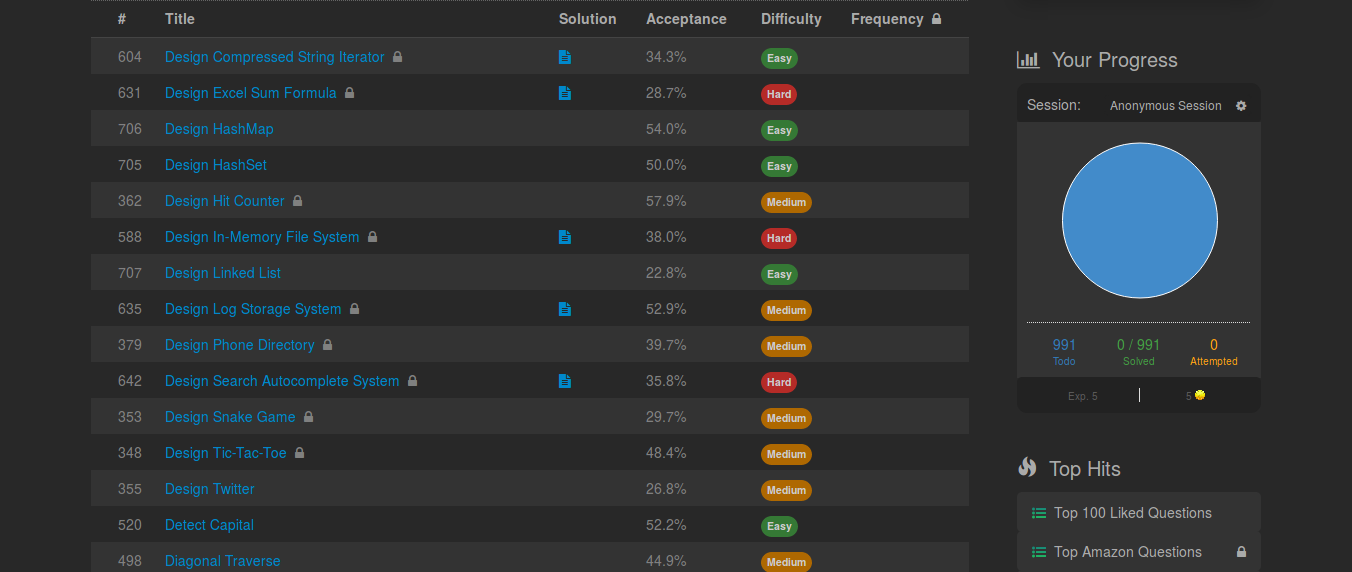 # Title Solution Acceptance Difficulty Frequency
604 Design Compressed String Iterator 34.3% Easy
631 Design Excel Sum Formula 28.7% Hard
706 Design HashMap 54.0% Easy
705 Design HashSet 50.0% Easy
362 Design Hit Counter 57.9% Medium
588 Design In-Memory File System 38.0% Hard
707 Design Linked List 22.8% Easy
635 Design Log Storage System 52.9% Medium
379 Design Phone Directory 39.7% Medium
642 Design Search Autocomplete System 35.8% Hard
353 Design Snake Game 29.7% Medium
348 Design Tic-Tac-Toe 48.4% Medium
355 Design Twitter 26.8% Medium
520 Detect Capital 52.2% Easy
498 Diagonal Traverse 44.9% Medium
Your Progress
Session: Anonymous Session
991 0 / 991 0
Todo Solved Attempted
Exp. 5 5
Top Hits
Top 100 Liked Questions
Top Amazon Questions